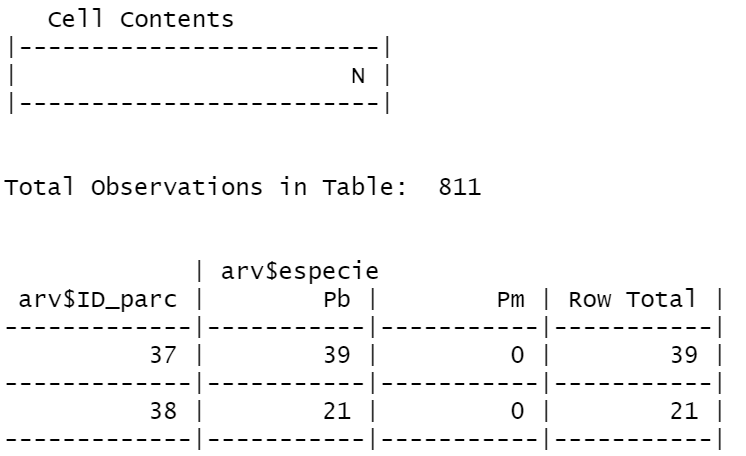 Cell Contents
|-------------------------|
|                       N |
|-------------------------|
Total Observations in Table:  811
             | arv$especie
 arv$ID_parc |        Pb |        Pm | Row Total |
-------------|-----------|-----------|-----------|
          37 |        39 |         0 |        39 |
-------------|-----------|-----------|-----------|
          38 |        21 |         0 |        21 |
-------------|-----------|-----------|-----------|